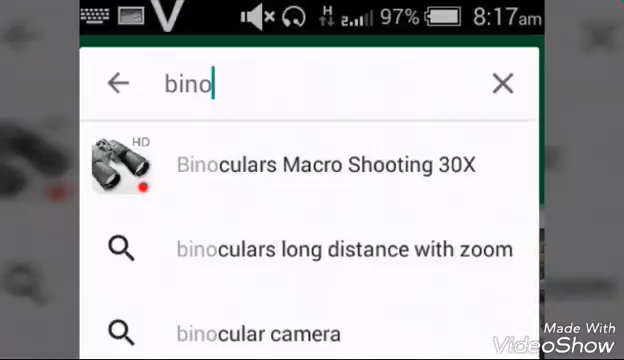 H 2. 97% 8:17am
bino
HD
Binoculars Macro Shooting 30X
binoculars long distance with zoom
binocular camera
Made With
VideoShow